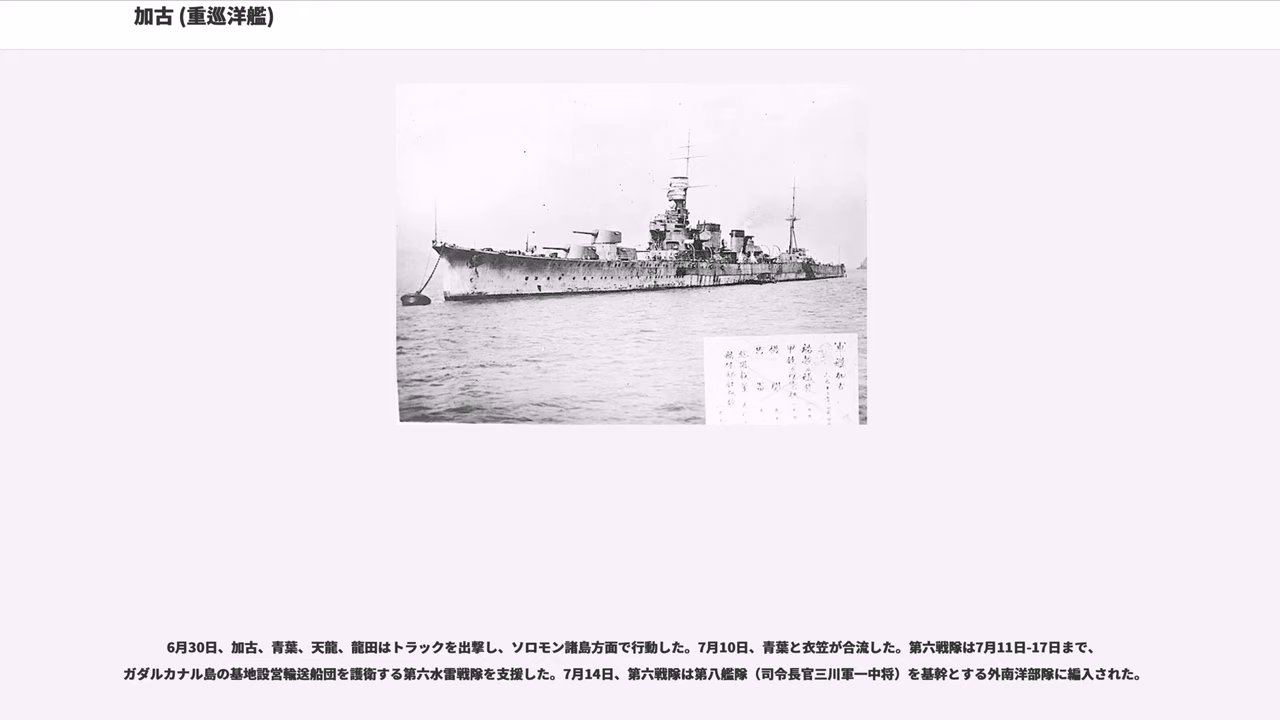 加古 (重巡洋艦)
6月30日、加古、青葉、天龍、龍田はトラックを出撃し、ソロモン諸島方面で行動した。7月10日、青葉と衣笠が合流した。第六戦隊は7月11日-17日まで、
ガダルカナル島の基地設営輸送船団を護衛する第六水雷戦隊を支援した。7月14日、第六戦隊は第八艦隊（司令長官三川軍一中将）を基幹とする外南洋部隊に編入された。